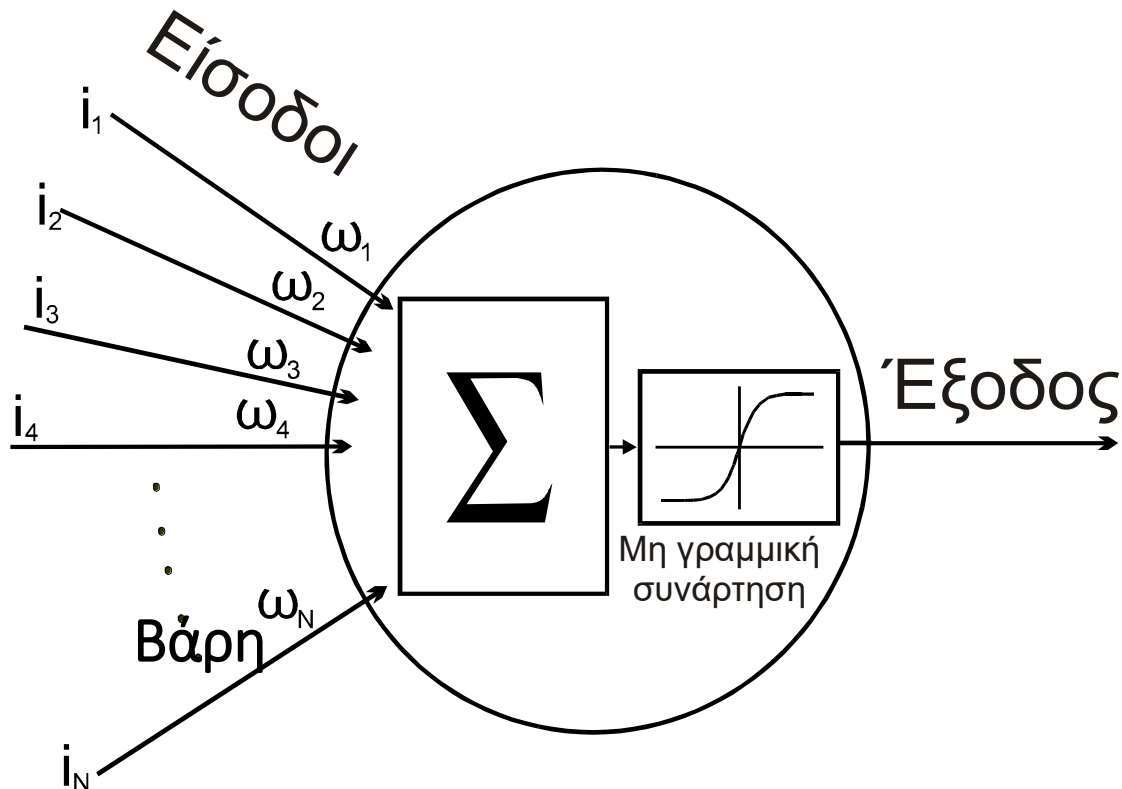 Είσοδοι
i1
ω1
i2
ω2
i3
ω3
i4
ω4
Σ
Έξοδος
Μη γραμμική
συνάρτηση
ωN
Βάρη
iN